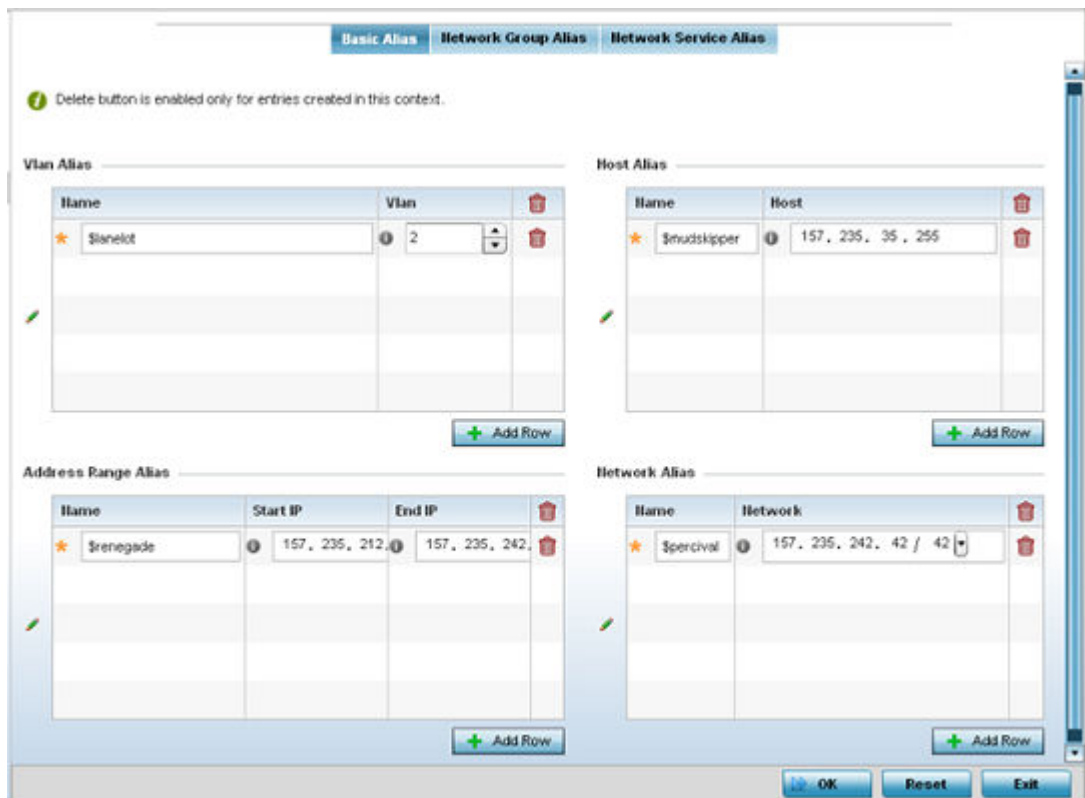 Basic Alias Network Group Alias Network Service Alias
Delete button is enabled only for entries created in this context.
Vlan Alias
Name Vlan
$lanelot 2
Add Row
Host Alias
Name Host
$mudskipper 157. 235. 35 . 255
Add Row
Address Range Alias
Name Start IP End IP
$renegade 157. 235. 212. 157. 235. 242.
Add Row
Network Alias
Name Network
$percival 157. 235. 242. 42 / 42
Add Row
OK Reset Exit